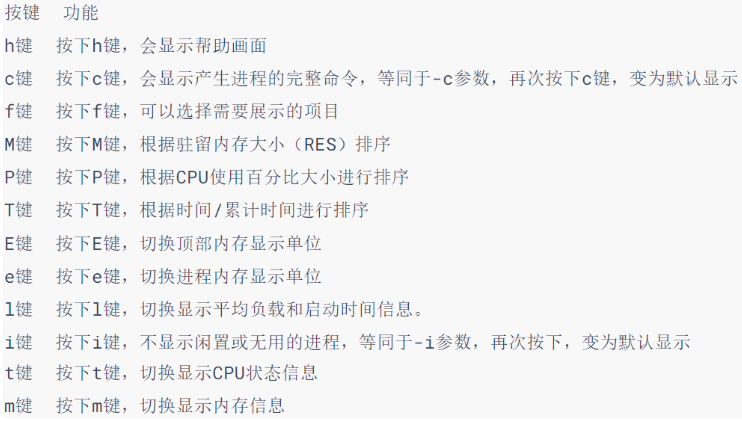 按键 功能
h键 按下h键，会显示帮助画面
c键 按下c键，会显示产生进程的完整命令，等同于-c参数，再次按下c键，变为默认显示
f键 按下f键，可以选择需要展示的项目
M键 按下M键，根据驻留内存大小（RES）排序
P键 按下P键，根据CPU使用百分比大小进行排序
T键 按下T键，根据时间/累计时间进行排序
E键 按下E键，切换顶部内存显示单位
e键 按下e键，切换进程内存显示单位
l键 按下l键，切换显示平均负载和启动时间信息。
i键 按下i键，不显示闲置或无用的进程，等同于-i参数，再次按下，变为默认显示
t键 按下t键，切换显示CPU状态信息
m键 按下m键，切换显示内存信息